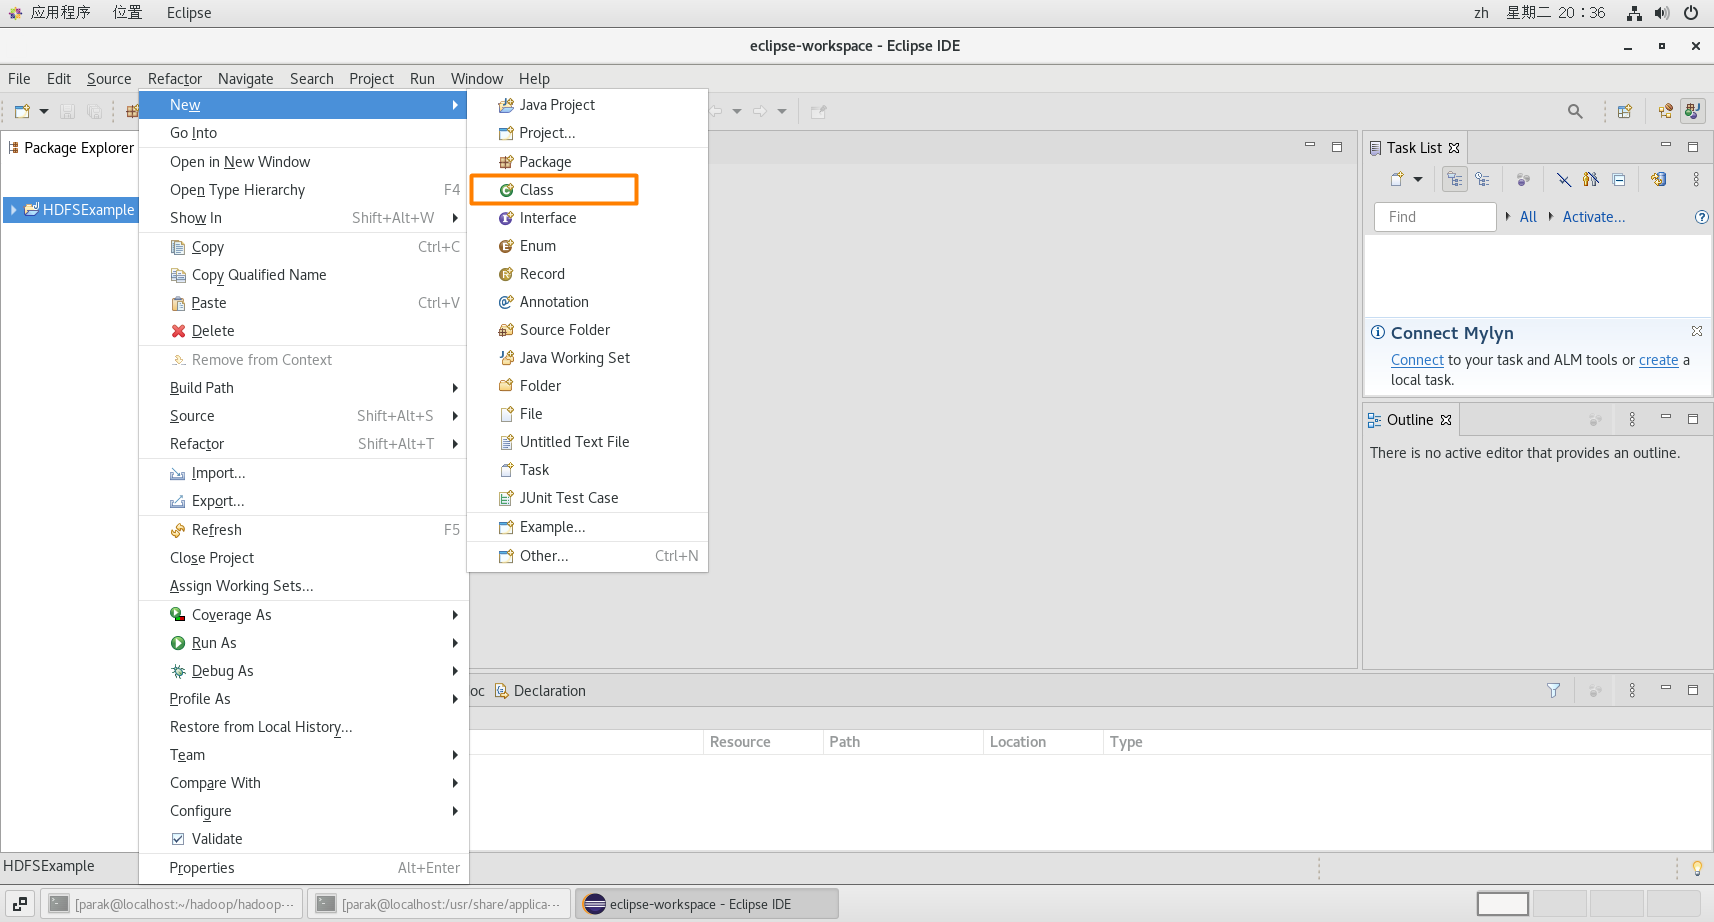 应用程序 位置 Eclipse zh 星期二 20：36
eclipse-workspace - Eclipse IDE
File Edit Source Refactor Navigate Search Project Run Window Help
New
Go Into
Open in New Window
Open Type Hierarchy F4
Show In Shift+Alt+W
Copy Ctrl+C
Copy Qualified Name
Paste Ctrl+V
Delete
Remove from Context
Build Path
Source Shift+Alt+S
Refactor Shift+Alt+T
Import...
Export...
Refresh F5
Close Project
Assign Working Sets...
Coverage As
Run As
Debug As
Profile As
Restore from Local History...
Team
Compare With
Configure
Validate
Properties Alt+Enter
Java Project
Project...
Package
Class
Interface
Enum
Record
Annotation
Source Folder
Java Working Set
Folder
File
Untitled Text File
Task
JUnit Test Case
Example...
Other... Ctrl+N
Package Explorer
HDFSExample
Task List
Find All Activate...
Connect Mylyn
Connect to your task and ALM tools or create a
local task.
Outline
There is no active editor that provides an outline.
oc Declaration
Resource Path Location Type
HDFSExample
[parak@localhost:~/hadoop/hadoop-··· [parak@localhost:/usr/share/applica-··· eclipse-workspace - Eclipse IDE